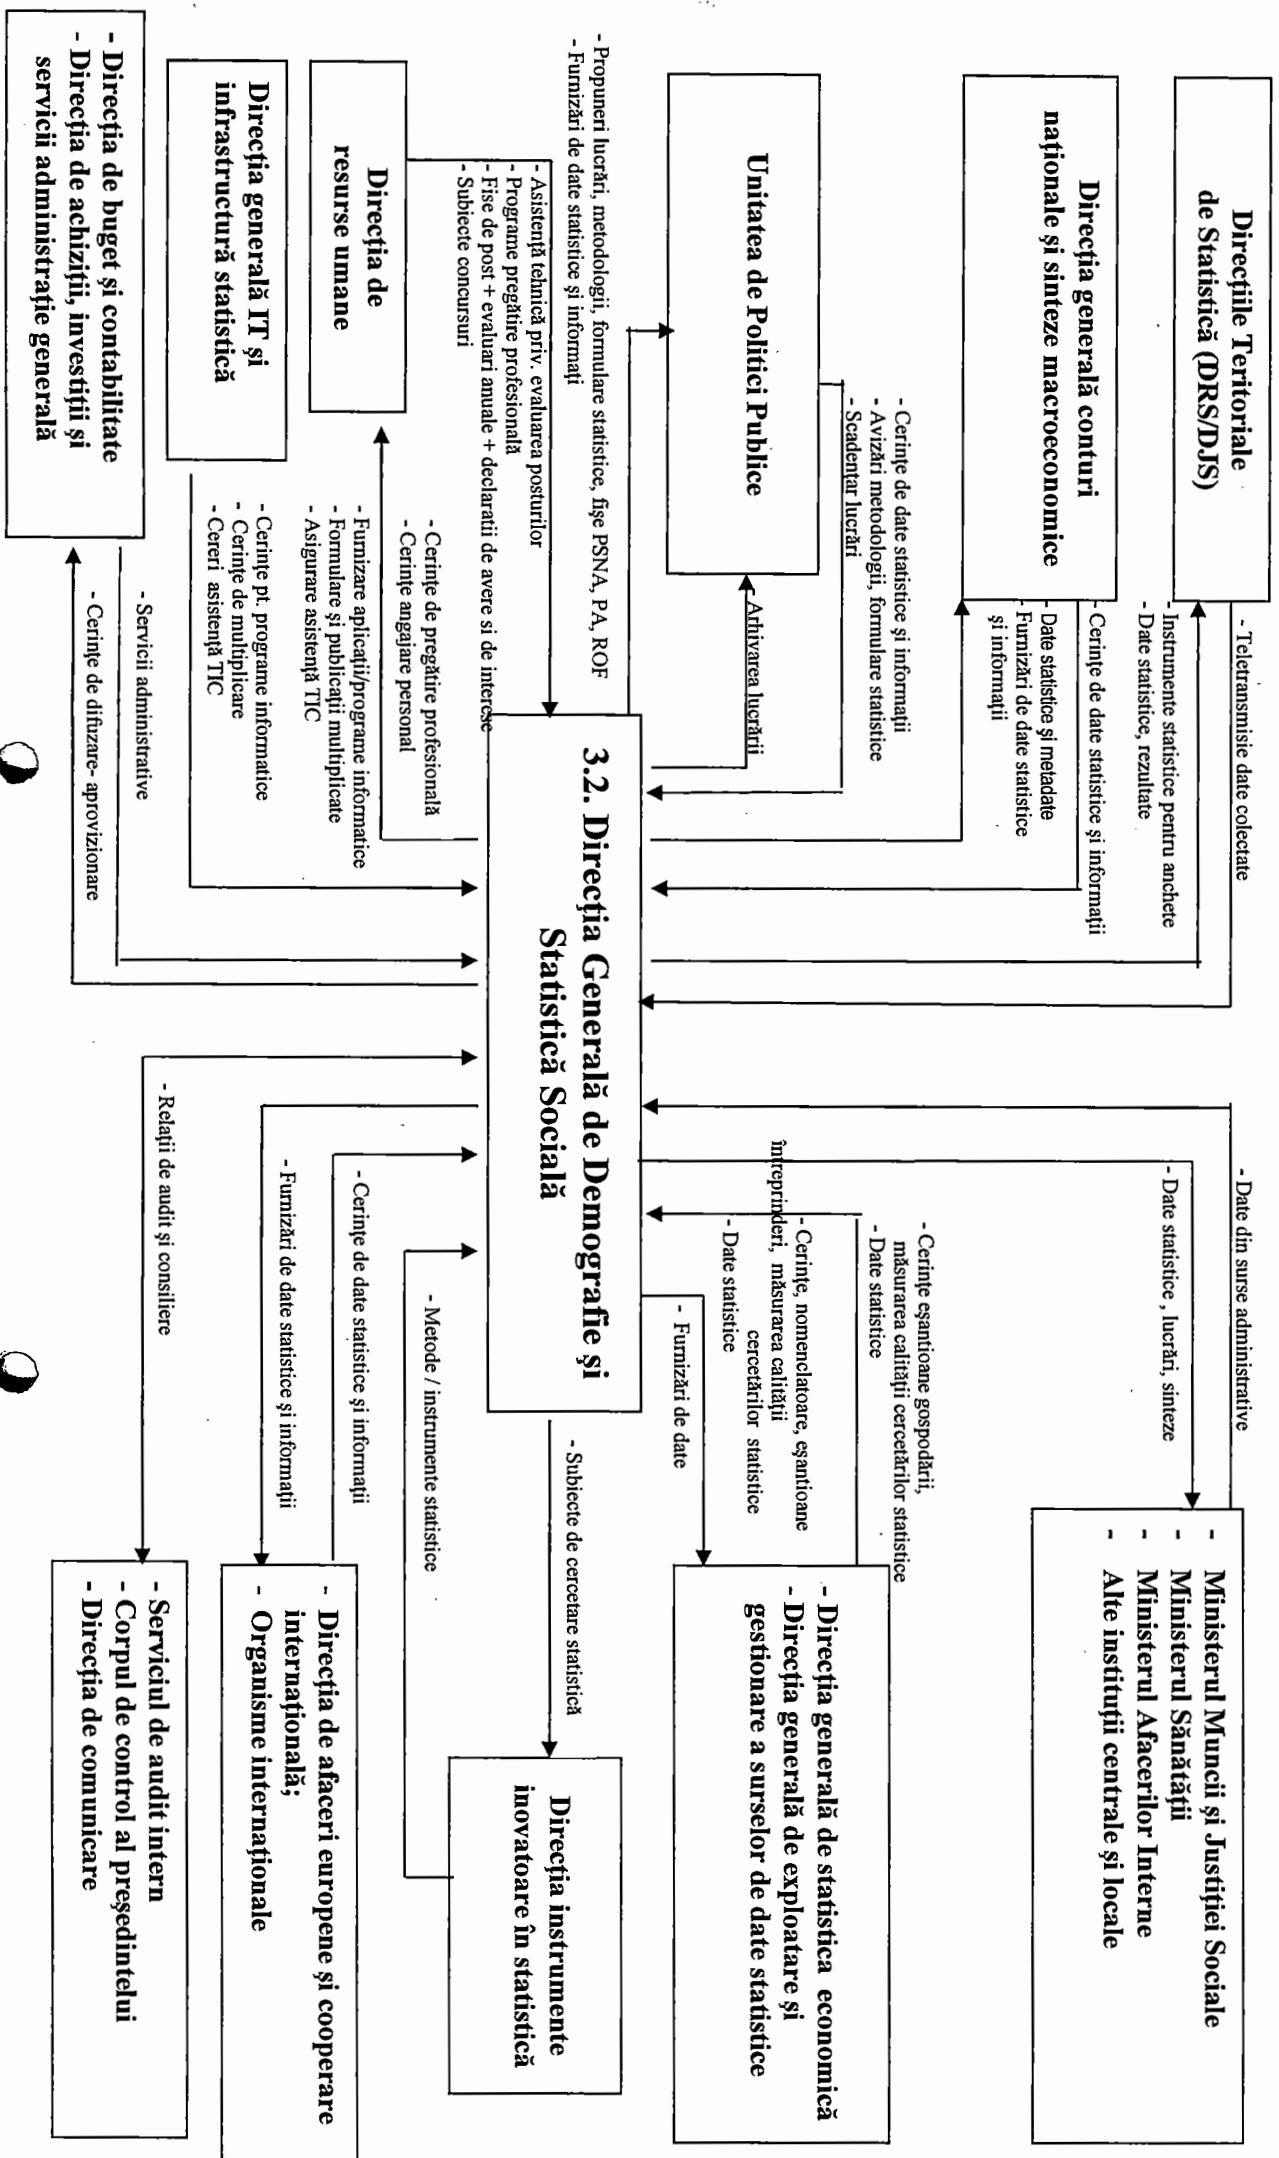 Direcțiile Teritoriale
de Statistică (DRS/DJS)
- Teletransmisie date colectate
- Instrumente statistice pentru anchete
- Date statistice, rezultate
Direcția generală conturi
naționale și sinteze macroeconomice
- Cerințe de date statistice și informații
- Date statistice și metadate
- Furnizări de date statistice
și informații
Unitatea de Politici Publice
- Cerințe de date statistice și informații
- Avizări metodologii, formulare statistice
- Scadențar lucrări
- Arhivarea lucrării
- Propuneri lucrări, metodologii, formulare statistice, fișe PSNA, PA, ROF
- Furnizări de date statistice și informați
- Asistență tehnică priv. evaluarea posturilor
- Programe pregătire profesională
- Fise de post + evaluari anuale + declaratii de avere si de interese
- Subiecte concursuri
Direcția de
resurse umane
- Cerințe de pregătire profesională
- Cerințe angajare personal
Direcția generală IT și
infrastructură statistică
- Furnizare aplicații/programe informatice
- Formulare și publicații multiplicate
- Asigurare asistență TIC
- Cerințe pt. programe informatice
- Cerințe de multiplicare
- Cereri asistență TIC
- Direcția de buget și contabilitate
- Direcția de achiziții, investiții și
servicii administrație generală
- Servicii administrative
- Cerințe de difuzare- aprovizionare
3.2. Direcția Generală de Demografie și
Statistică Socială
- Date din surse administrative
- Date statistice , lucrări, sinteze
- Ministerul Muncii și Justiției Sociale
- Ministerul Sănătății
- Ministerul Afacerilor Interne
- Alte instituții centrale și locale
- Cerințe eșantioane gospodării,
măsurarea calității cercetărilor statistice
- Date statistice
- Cerințe, nomenclatoare, eșantioane
întreprinderi, măsurarea calității
cercetărilor statistice
- Date statistice
- Furnizări de date
- Direcția generală de statistica economică
- Direcția generală de exploatare și
gestionare a surselor de date statistice
- Subiecte de cercetare statistică
- Metode / instrumente statistice
Direcția instrumente
inovatoare în statistică
- Cerințe de date statistice și informații
- Furnizări de date statistice și informații
- Direcția de afaceri europene și cooperare
internațională;
- Organisme internaționale
- Relații de audit și consiliere
- Serviciul de audit intern
- Corpul de control al președintelui
- Direcția de comunicare